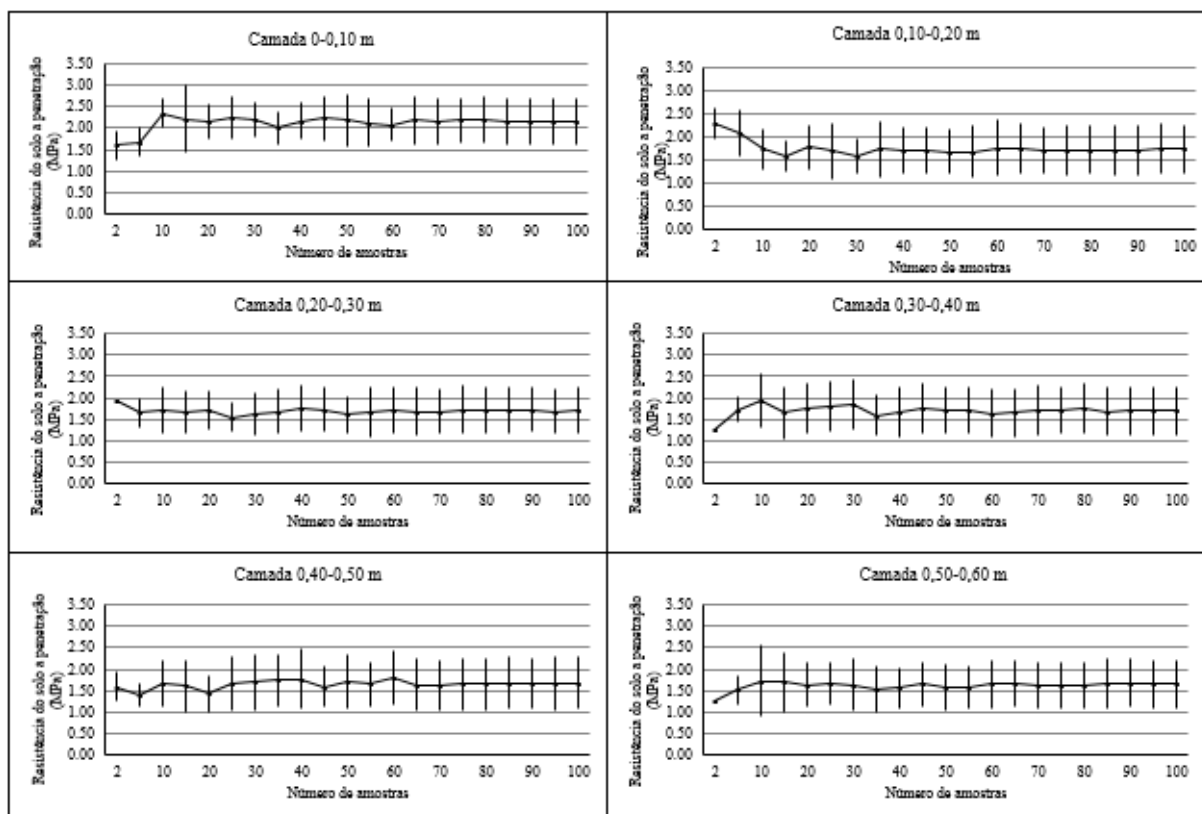 Camada 0-0,10 m
Resistência do solo a penetração
(MPa)
3.50
3.00
2.50
2.00
1.50
1.00
0.50
0.00
2 10 20 30 40 50 60 70 80 90 100
Número de amostras
Camada 0,10-0,20 m
Resistência do solo a penetração
(MPa)
3.50
3.00
2.50
2.00
1.50
1.00
0.50
0.00
2 10 20 30 40 50 60 70 80 90 100
Número de amostras
Camada 0,20-0,30 m
Resistência do solo a penetração
(MPa)
3.50
3.00
2.50
2.00
1.50
1.00
0.50
0.00
2 10 20 30 40 50 60 70 80 90 100
Número de amostras
Camada 0,30-0,40 m
Resistência do solo a penetração
(MPa)
3.50
3.00
2.50
2.00
1.50
1.00
0.50
0.00
2 10 20 30 40 50 60 70 80 90 100
Número de amostras
Camada 0,40-0,50 m
Resistência do solo a penetração
(MPa)
3.50
3.00
2.50
2.00
1.50
1.00
0.50
0.00
2 10 20 30 40 50 60 70 80 90 100
Número de amostras
Camada 0,50-0,60 m
Resistência do solo a penetração
(MPa)
3.50
3.00
2.50
2.00
1.50
1.00
0.50
0.00
2 10 20 30 40 50 60 70 80 90 100
Número de amostras